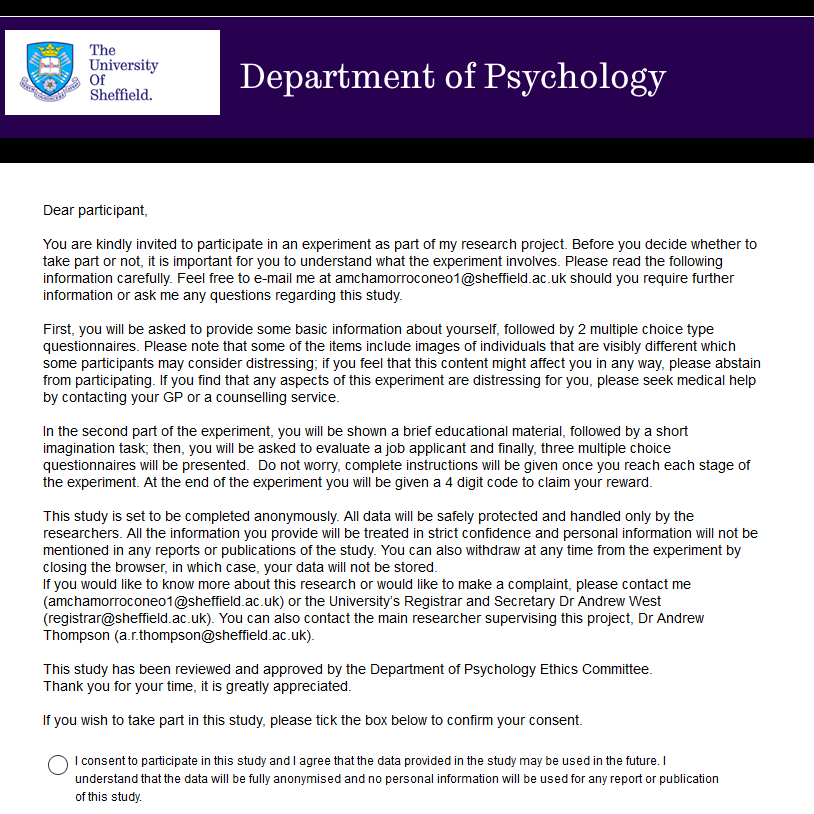 The
University
Of
Sheffield.
Department of Psychology
Dear participant,
You are kindly invited to participate in an experiment as part of my research project. Before you decide whether to
take part or not, it is important for you to understand what the experiment involves. Please read the following
information carefully. Feel free to e-mail me at amchamorroconeo1@sheffield.ac.uk should you require further
information or ask me any questions regarding this study.
First, you will be asked to provide some basic information about yourself, followed by 2 multiple choice type
questionnaires. Please note that some of the items include images of individuals that are visibly different which
some participants may consider distressing; if you feel that this content might affect you in any way, please abstain
from participating. If you find that any aspects of this experiment are distressing for you, please seek medical help
by contacting your GP or a counselling service.
In the second part of the experiment, you will be shown a brief educational material, followed by a short
imagination task; then, you will be asked to evaluate a job applicant and finally, three multiple choice
questionnaires will be presented.  Do not worry, complete instructions will be given once you reach each stage of
the experiment. At the end of the experiment you will be given a 4 digit code to claim your reward.
This study is set to be completed anonymously. All data will be safely protected and handled only by the
researchers. All the information you provide will be treated in strict confidence and personal information will not be
mentioned in any reports or publications of the study. You can also withdraw at any time from the experiment by
closing the browser, in which case, your data will not be stored.
If you would like to know more about this research or would like to make a complaint, please contact me
(amchamorroconeo1@sheffield.ac.uk) or the University's Registrar and Secretary Dr Andrew West
(registrar@sheffield.ac.uk). You can also contact the main researcher supervising this project, Dr Andrew
Thompson (a.r.thompson@sheffield.ac.uk).
This study has been reviewed and approved by the Department of Psychology Ethics Committee.
Thank you for your time, it is greatly appreciated.
If you wish to take part in this study, please tick the box below to confirm your consent.
I consent to participate in this study and I agree that the data provided in the study may be used in the future. I
understand that the data will be fully anonymised and no personal information will be used for any report or publication
of this study.